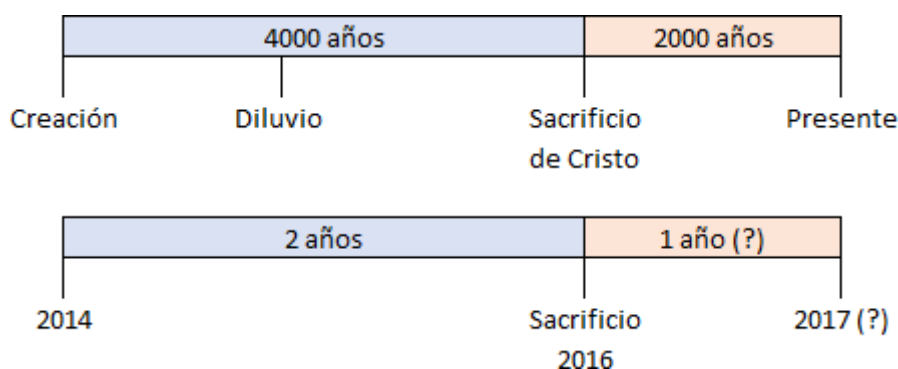 4000 años 2000 años
Creación Diluvio Sacrificio Presente
de Cristo
2 años 1 año (?)
2014 Sacrificio 2017 (?)
2016